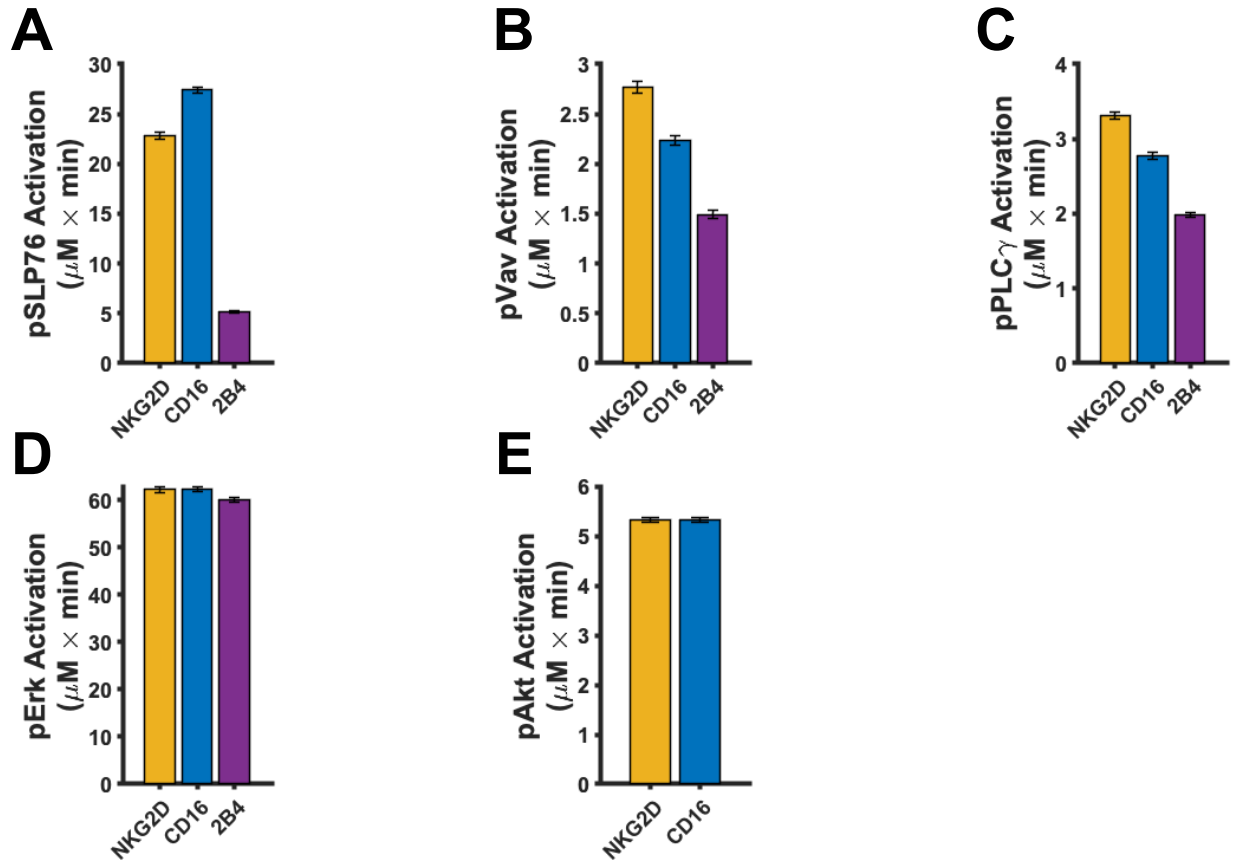 A
pSLP76 Activation
(μM × min)
30
25
20
15
10
5
0
NKG2D
CD16
2B4
B
pVav Activation
(μM × min)
3
2.5
2
1.5
1
0.5
0
NKG2D
CD16
2B4
C
pPLCγ Activation
(μM × min)
4
3
2
1
0
NKG2D
CD16
2B4
D
pErk Activation
(μM × min)
60
50
40
30
20
10
0
NKG2D
CD16
2B4
E
pAkt Activation
(μM × min)
6
5
4
3
2
1
0
NKG2D
CD16